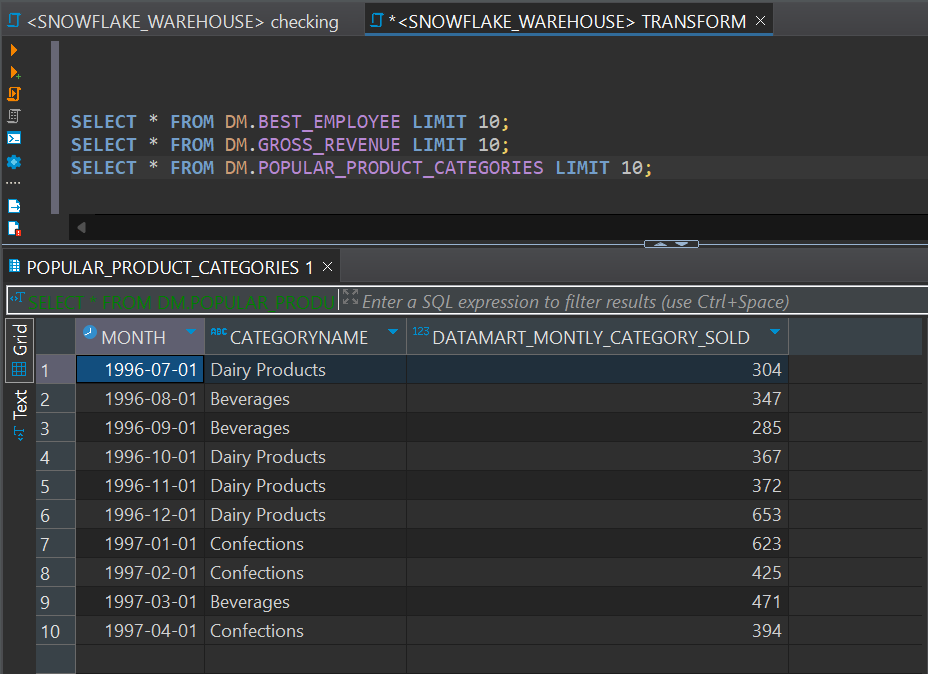 <SNOWFLAKE_WAREHOUSE> checking
*<SNOWFLAKE_WAREHOUSE> TRANSFORM
SELECT * FROM DM.BEST_EMPLOYEE LIMIT 10;
SELECT * FROM DM.GROSS_REVENUE LIMIT 10;
SELECT * FROM DM.POPULAR_PRODUCT_CATEGORIES LIMIT 10;
POPULAR_PRODUCT_CATEGORIES 1
SELECT * FROM DM.POPULAR_PRODU
Enter a SQL expression to filter results (use Ctrl+Space)
Grid
Text
MONTH ABC CATEGORYNAME 123 DATAMART_MONTLY_CATEGORY_SOLD
1 1996-07-01 Dairy Products 304
2 1996-08-01 Beverages 347
3 1996-09-01 Beverages 285
4 1996-10-01 Dairy Products 367
5 1996-11-01 Dairy Products 372
6 1996-12-01 Dairy Products 653
7 1997-01-01 Confections 623
8 1997-02-01 Confections 425
9 1997-03-01 Beverages 471
10 1997-04-01 Confections 394